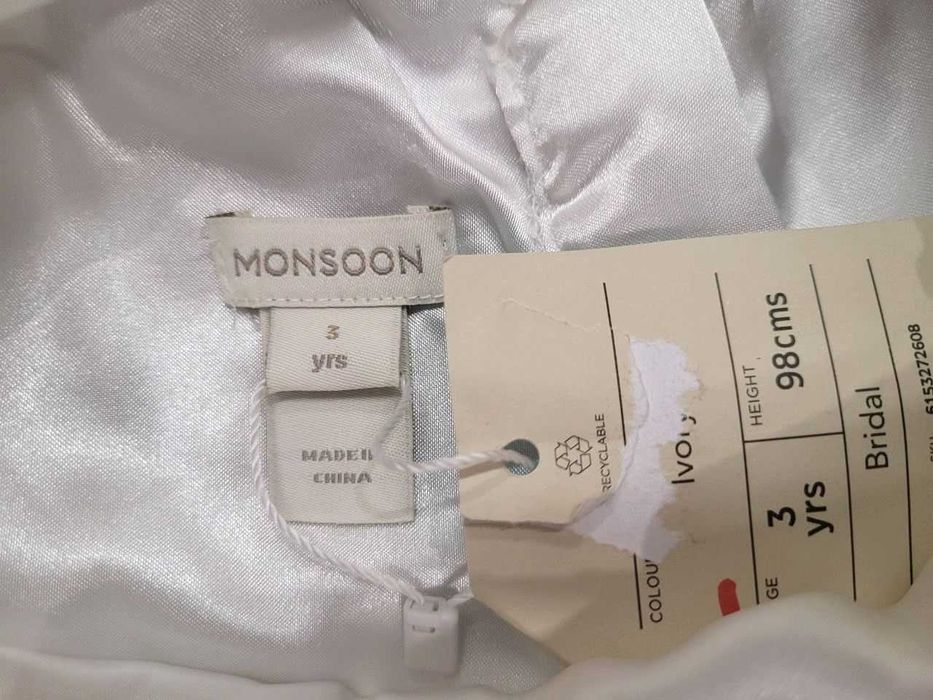 MONSOON
3
yrs
MADE IN
CHINA
RECYCLABLE
COLOU
Ivory
GE
3
yrs
HEIGHT
98cms
Bridal
6153272608